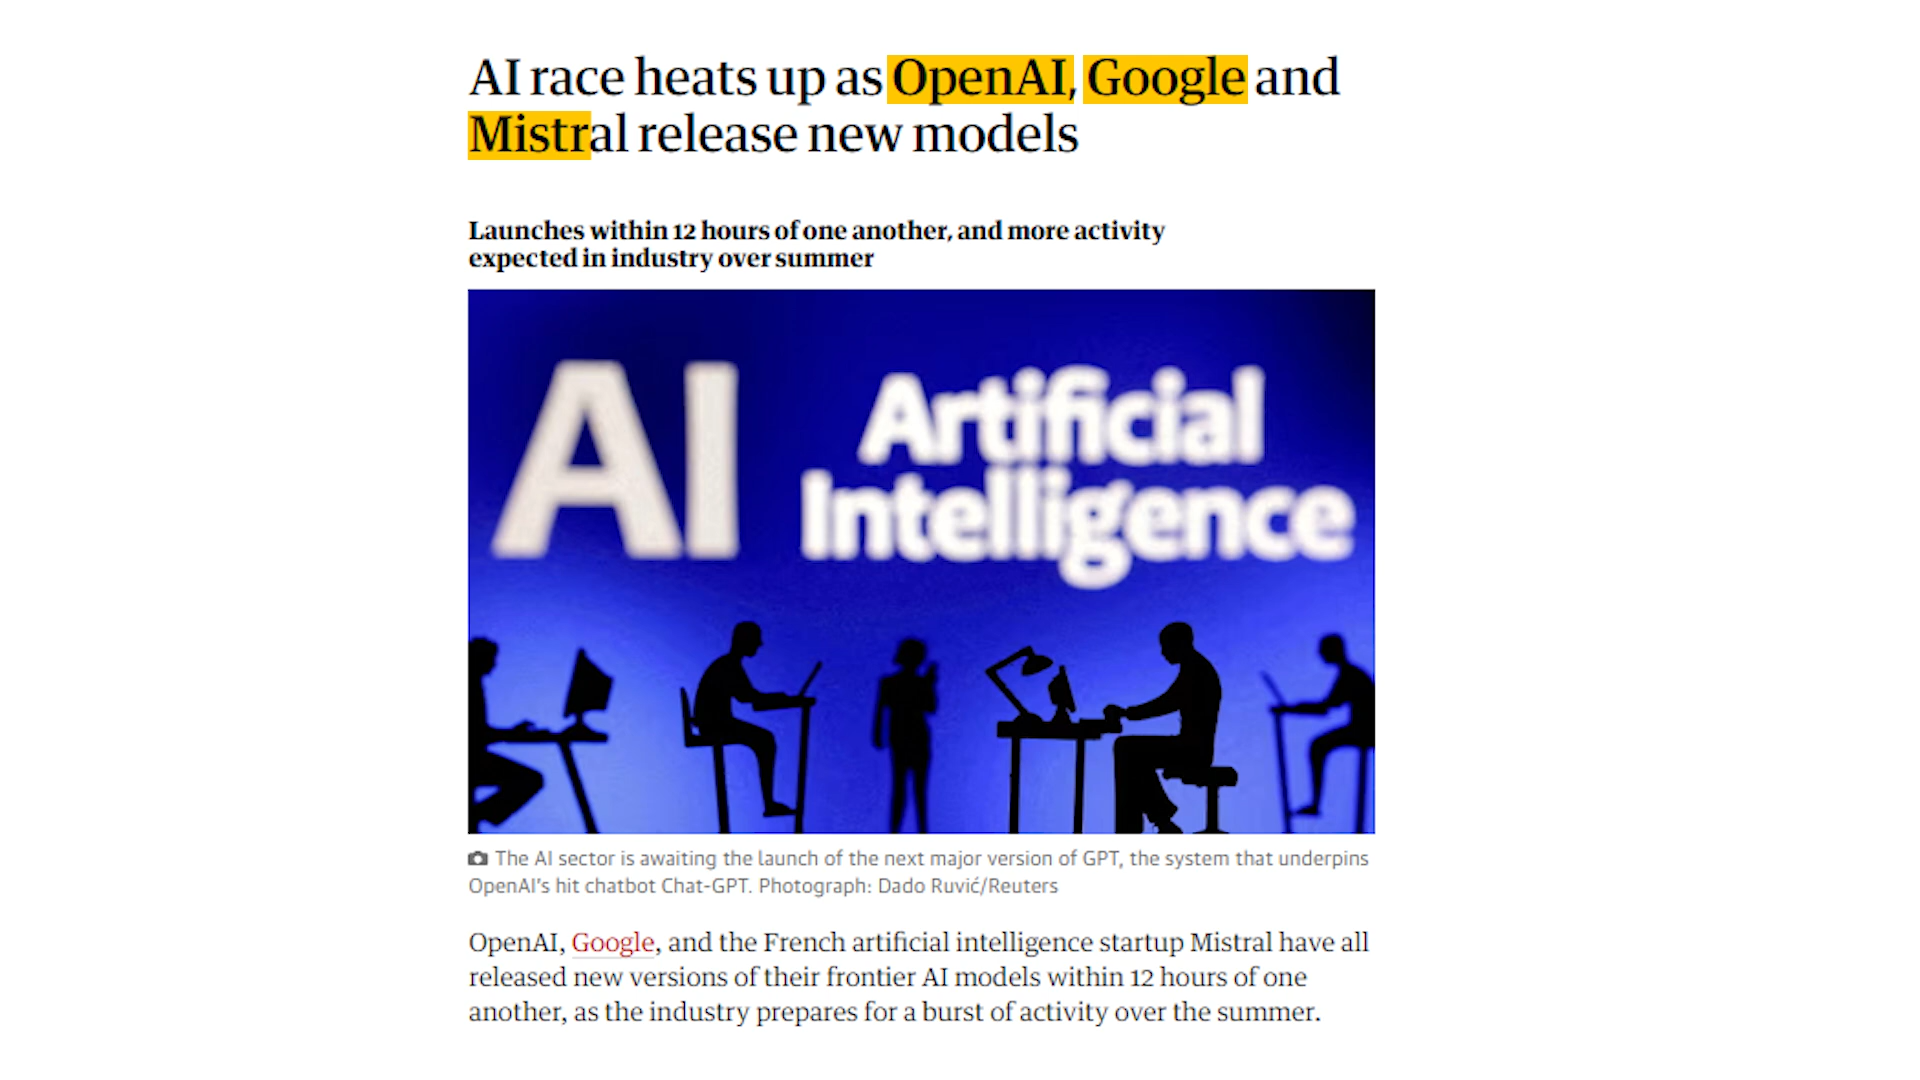 AI race heats up as OpenAI, Google and
Mistral release new models
Launches within 12 hours of one another, and more activity
expected in industry over summer
AI
Artificial
Intelligence
The AI sector is awaiting the launch of the next major version of GPT, the system that underpins
OpenAI's hit chatbot Chat-GPT. Photograph: Dado Ruvić/Reuters
OpenAI, Google, and the French artificial intelligence startup Mistral have all
released new versions of their frontier AI models within 12 hours of one
another, as the industry prepares for a burst of activity over the summer.